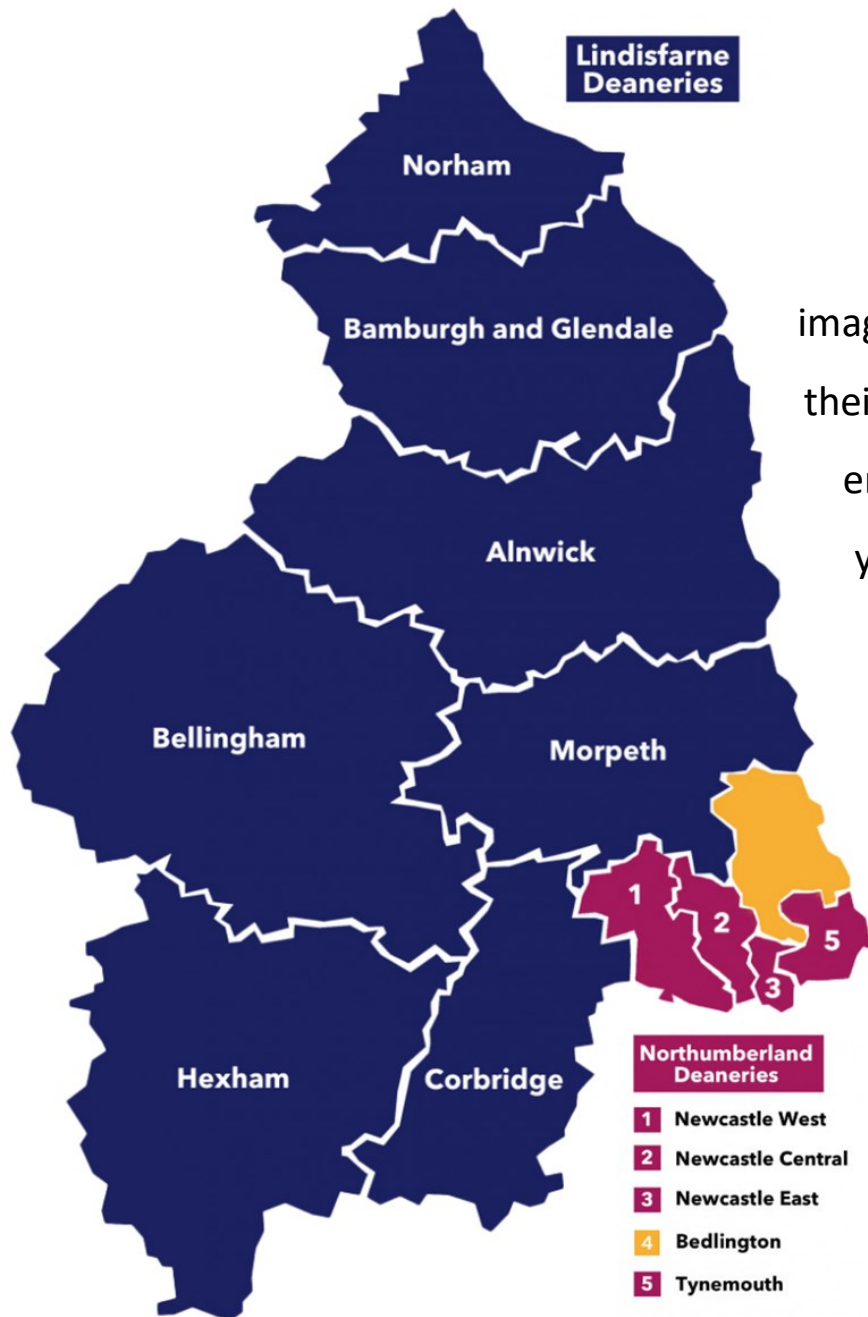 Lindisfarne
Deaneries
Norham
Bamburgh and Glendale
Alnwick
Bellingham
Morpeth
Hexham
Corbridge
1
2
3
5
Northumberland
Deaneries
1 Newcastle West
2 Newcastle Central
3 Newcastle East
4 Bedlington
5 Tynemouth